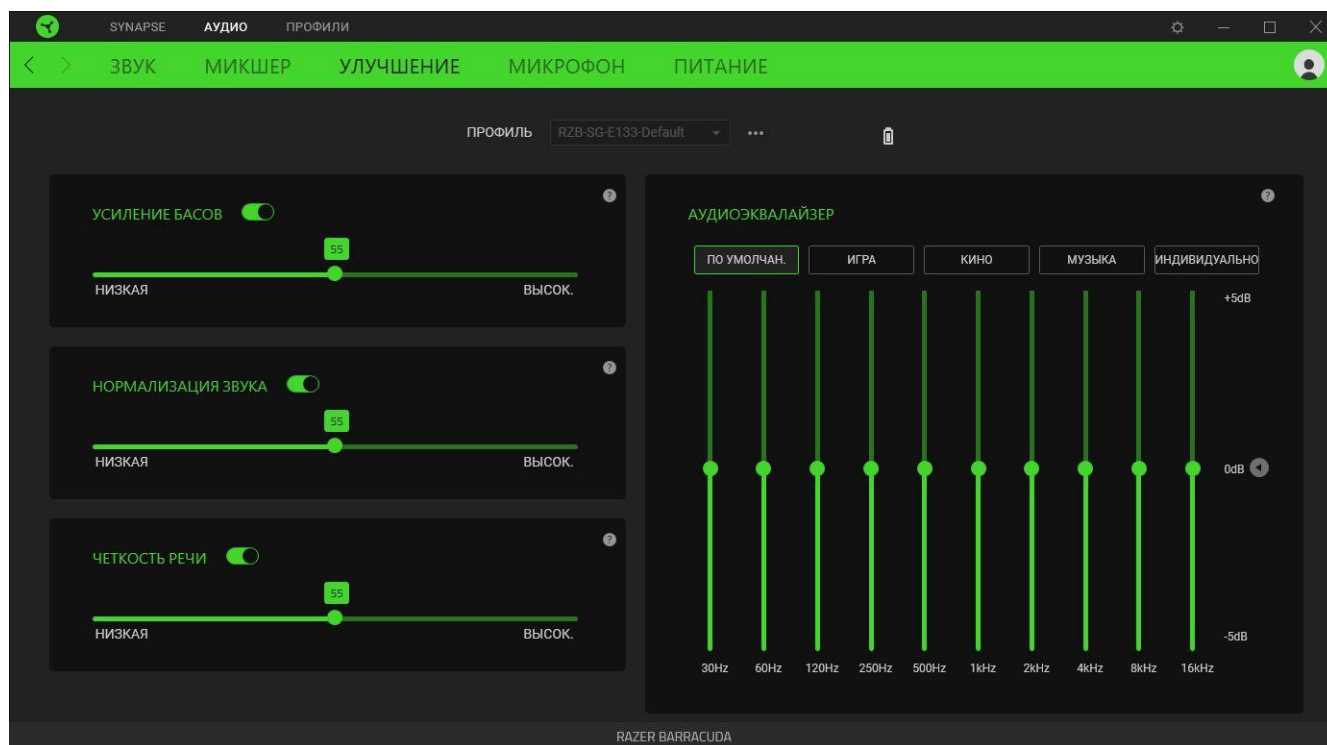 SYNAPSE АУДИО ПРОФИЛИ
ЗВУК МИКШЕР УЛУЧШЕНИЕ МИКРОФОН ПИТАНИЕ
ПРОФИЛЬ RZB-SG-E133-Default
УСИЛЕНИЕ БАСОВ
55
НИЗКАЯ ВЫСОК.
НОРМАЛИЗАЦИЯ ЗВУКА
55
НИЗКАЯ ВЫСОК.
ЧЕТКОСТЬ РЕЧИ
55
НИЗКАЯ ВЫСОК.
АУДИОЭКВАЛАЙЗЕР
ПО УМОЛЧАН. ИГРА КИНО МУЗЫКА ИНДИВИДУАЛЬНО
+5dB
0dB
-5dB
30Hz 60Hz 120Hz 250Hz 500Hz 1kHz 2kHz 4kHz 8kHz 16kHz
RAZER BARRACUDA